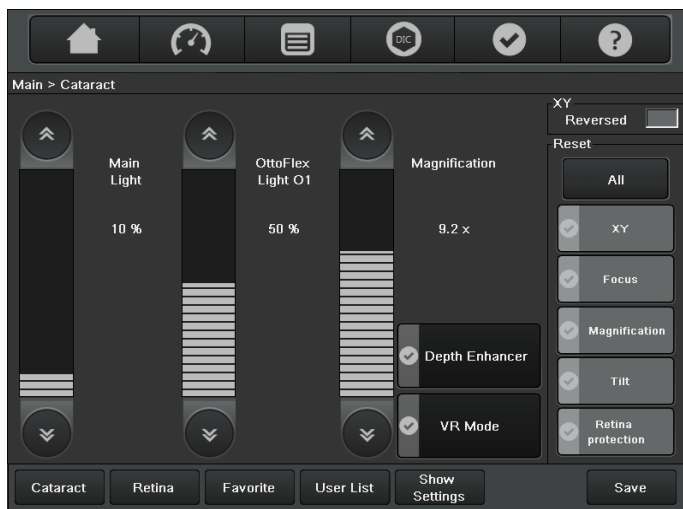 DIC
?
Main > Cataract
XY
Reversed
Reset
Main
Light
OttoFlex
Light O1
Magnification
All
10 %
50 %
9.2 x
XY
Focus
Magnification
Depth Enhancer
Tilt
VR Mode
Retina
protection
Cataract
Retina
Favorite
User List
Show
Settings
Save